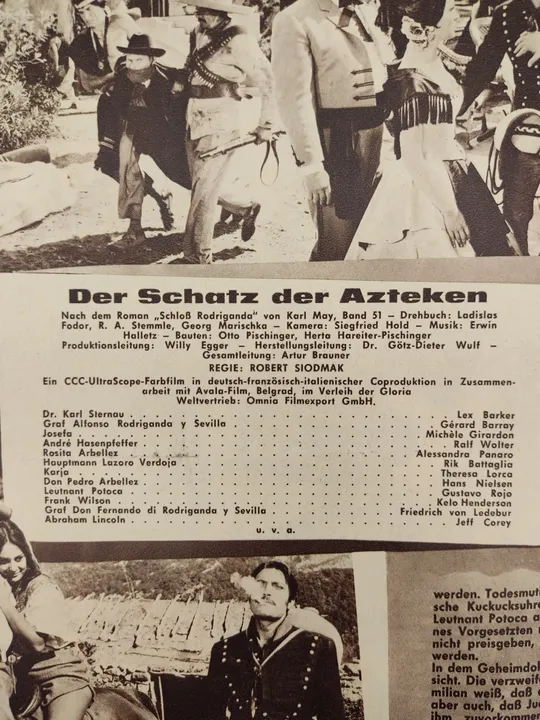 Der Schatz der Azteken
Nach dem Roman „Schloß Rodriganda" von Karl May, Band 51 – Drehbuch: Ladislas
Fodor, R. A. Stemmle, Georg Marischka – Kamera: Siegfried Hold – Musik: Erwin
Halletz – Bauten: Otto Pischinger, Herta Hareiter-Pischinger
Produktionsleitung: Willy Egger – Herstellungsleitung: Dr. Götz-Dieter Wulf –
Gesamtleitung: Artur Brauner
REGIE: ROBERT SIODMAK
Ein CCC-UltraScope-Farbfilm in deutsch-französisch-italienischer Coproduktion in Zusammen-
arbeit mit Avala-Film, Belgrad, im Verleih der Gloria
Weltvertrieb: Omnia Filmexport GmbH.
Dr. Karl Sternau . . . Lex Barker
Graf Alfonso Rodriganda y Sevilla . . . Gérard Barray
Josefa . . . Michèle Girardon
André Hasenpfeffer . . . Ralf Wolter
Rosita Arbellez . . . Alessandra Panaro
Hauptmann Lazoro Verdoja . . . Rik Battaglia
Karja . . . Theresa Lorca
Don Pedro Arbellez . . . Hans Nielsen
Leutnant Potoca . . . Gustavo Rojo
Frank Wilson . . . Kelo Henderson
Graf Don Fernando di Rodriganda y Sevilla . . . Friedrich von Ledebur
Abraham Lincoln . . . Jeff Corey
u. v. a.
werden. Todesmut
sche Kuckucksuhre
Leutnant Potoca a
nes Vorgesetzten
nicht preisgeben,
werden.
In dem Geheimdo
sicht. Die verzweif
milian weiß, daß
aber auch, daß Ju
ihm zuvorkomme